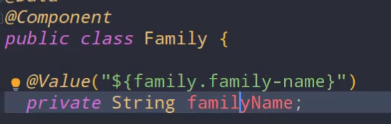 @Component
public class Family {
@Value("${family.family-name}")
private String familyName;